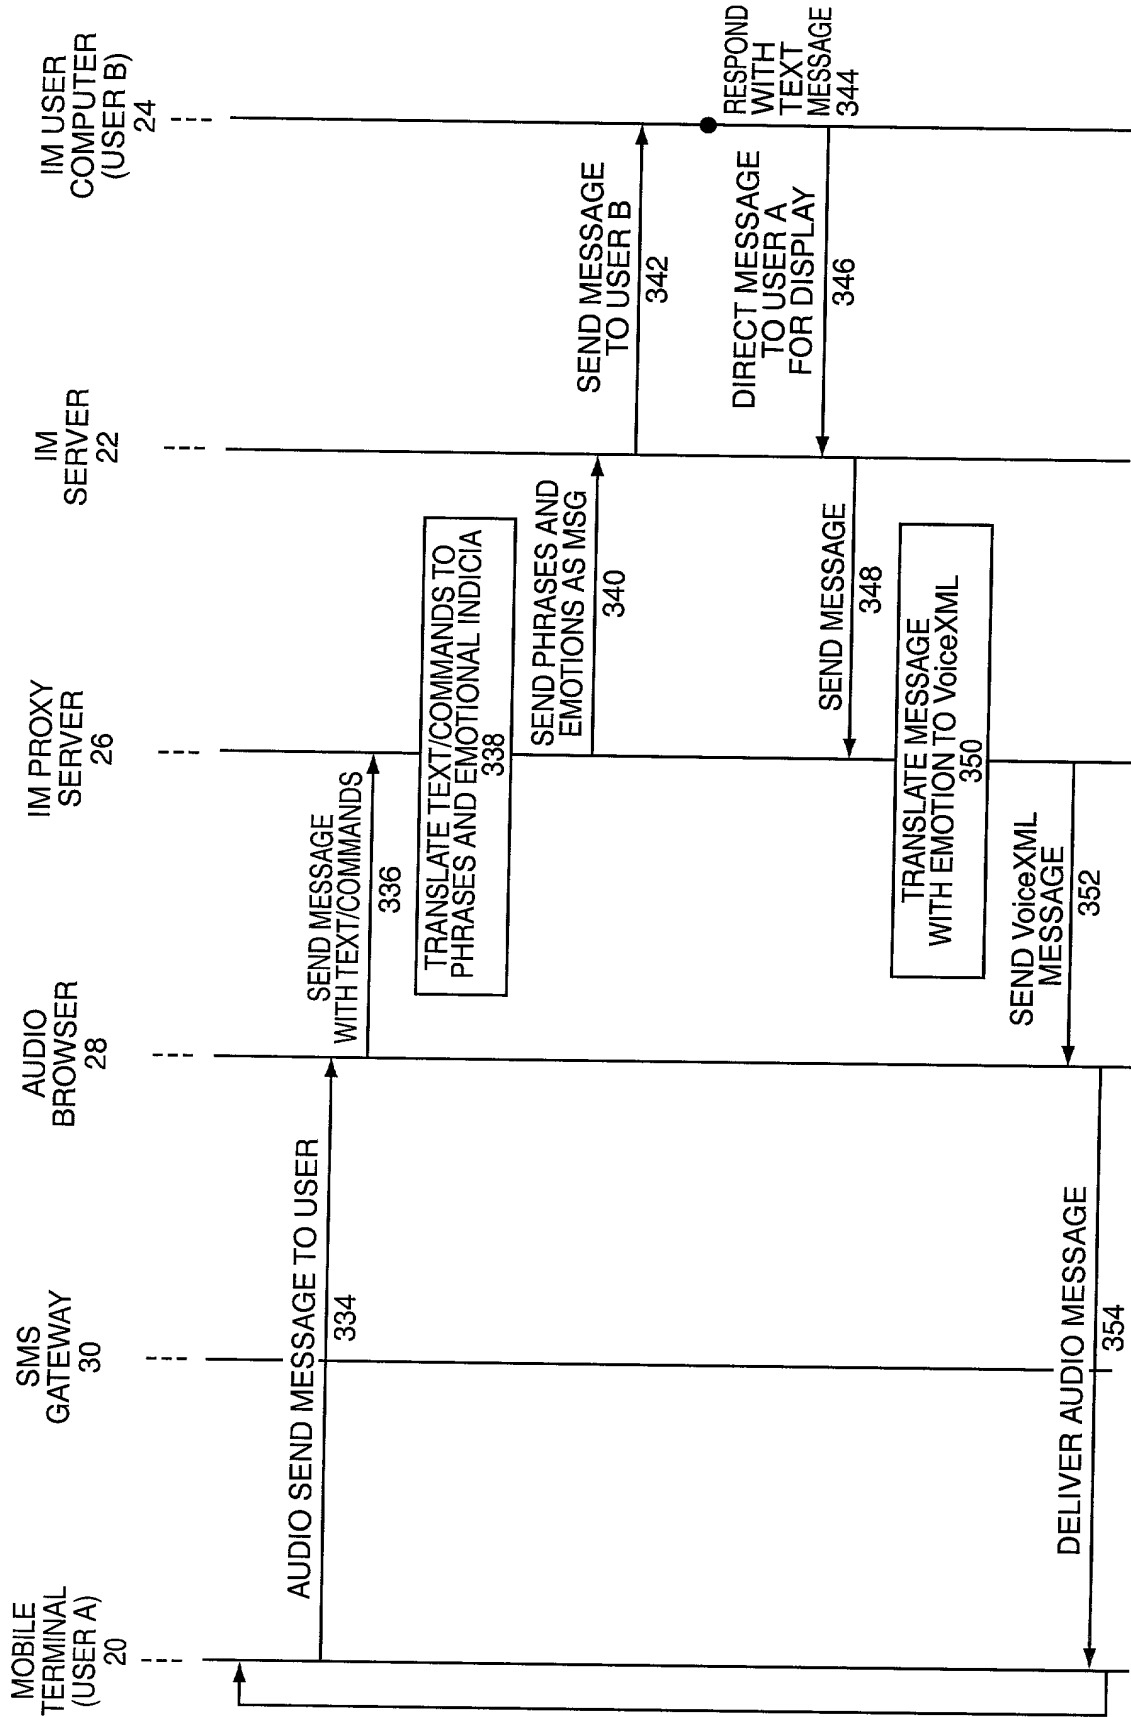 MOBILE
TERMINAL
(USER A)
20
SMS
GATEWAY
30
AUDIO
BROWSER
28
IM PROXY
SERVER
26
IM
SERVER
22
IM USER
COMPUTER
(USER B)
24
AUDIO SEND MESSAGE TO USER
334
SEND MESSAGE
WITH TEXT/COMMANDS
336
TRANSLATE TEXT/COMMANDS TO
PHRASES AND EMOTIONAL INDICIA
338
SEND PHRASES AND
EMOTIONS AS MSG
340
SEND MESSAGE
TO USER B
342
RESPOND
WITH
TEXT
MESSAGE
344
DIRECT MESSAGE
TO USER A
FOR DISPLAY
346
SEND MESSAGE
348
TRANSLATE MESSAGE
WITH EMOTION TO VoiceXML
350
SEND VoiceXML
MESSAGE
352
DELIVER AUDIO MESSAGE
354